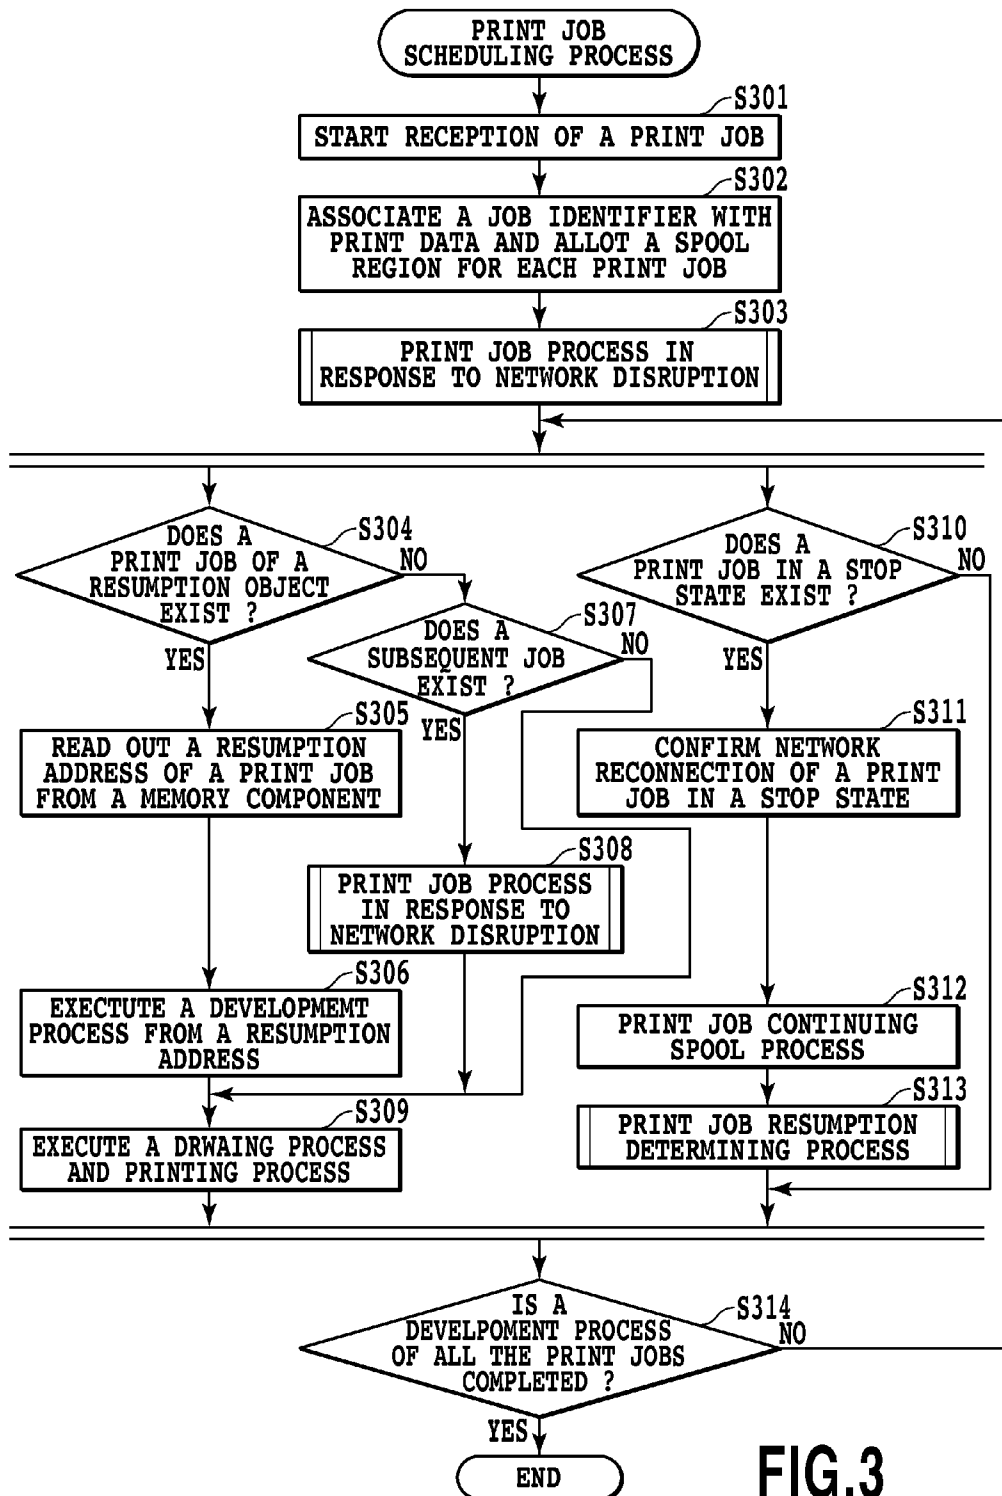 PRINT JOB
SCHEDULING PROCESS
S301
START RECEPTION OF A PRINT JOB
S302
ASSOCIATE A JOB IDENTIFIER WITH
PRINT DATA AND ALLOT A SPOOL
REGION FOR EACH PRINT JOB
S303
PRINT JOB PROCESS IN
RESPONSE TO NETWORK DISRUPTION
S304
DOES A
PRINT JOB OF A
RESUMPTION OBJECT
EXIST ?
NO
YES
S305
READ OUT A RESUMPTION
ADDRESS OF A PRINT JOB
FROM A MEMORY COMPONENT
S306
EXECTUTE A DEVELOPMEMT
PROCESS FROM A RESUMPTION
ADDRESS
S307
DOES A
SUBSEQUENT JOB
EXIST ?
NO
YES
S308
PRINT JOB PROCESS
IN RESPONSE TO
NETWORK DISRUPTION
S309
EXECUTE A DRWAING PROCESS
AND PRINTING PROCESS
S310
DOES A
PRINT JOB IN A STOP
STATE EXIST ?
NO
YES
S311
CONFIRM NETWORK
RECONNECTION OF A PRINT
JOB IN A STOP STATE
S312
PRINT JOB CONTINUING
SPOOL PROCESS
S313
PRINT JOB RESUMPTION
DETERMINING PROCESS
S314
IS A
DEVELPOMENT PROCESS
OF ALL THE PRINT JOBS
COMPLETED ?
NO
YES
END
FIG.3